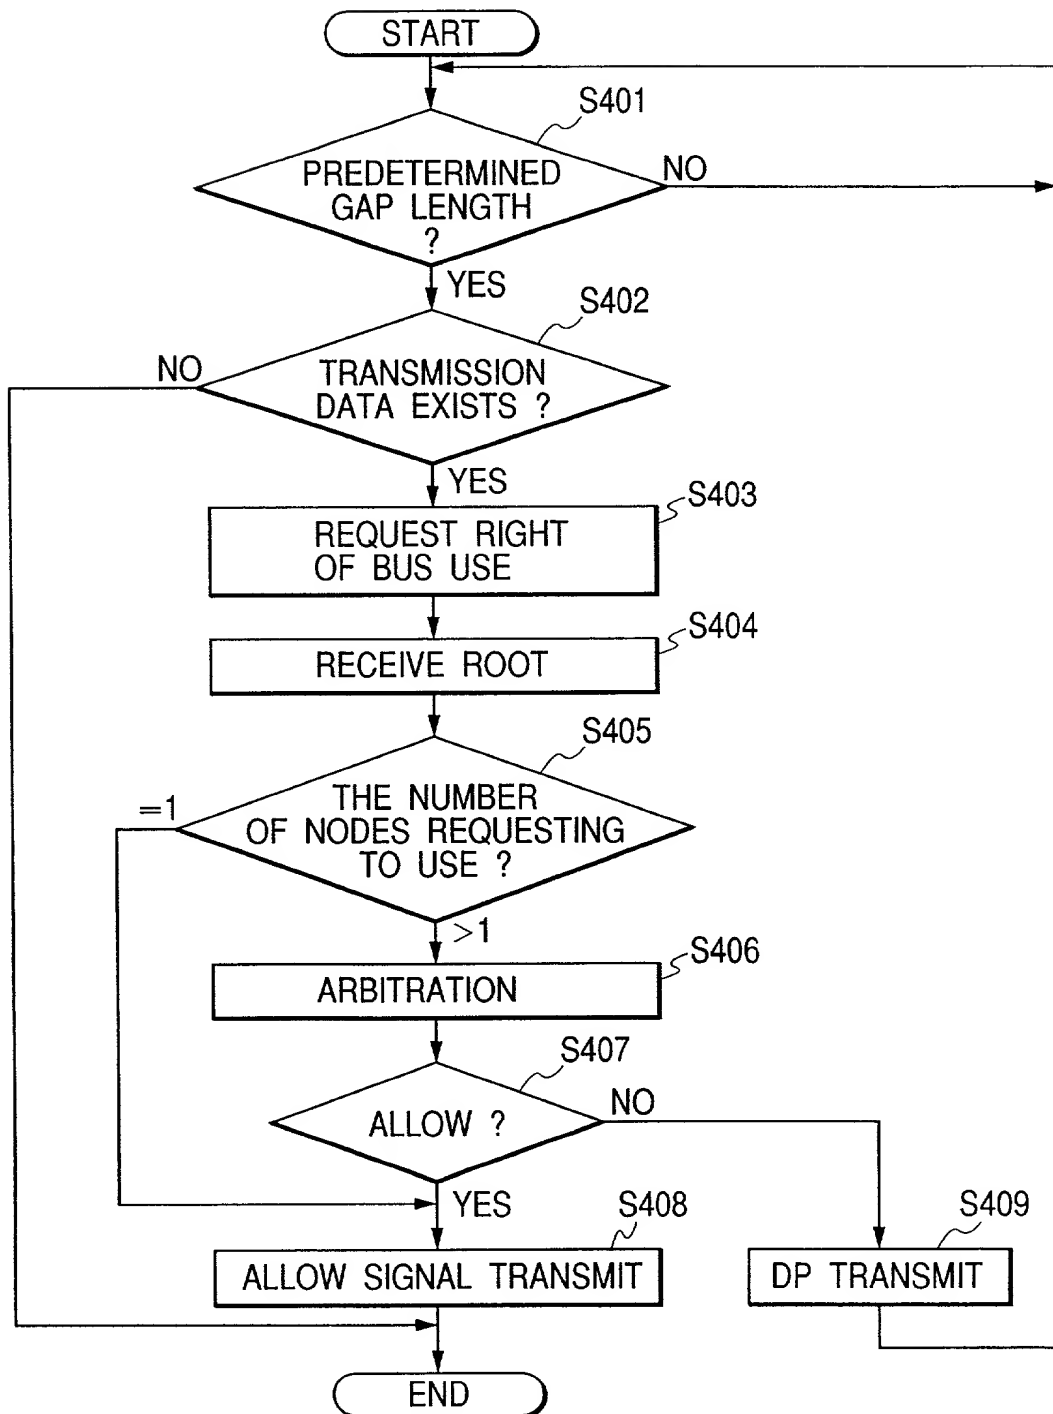 START
S401
PREDETERMINED
GAP LENGTH
?
NO
YES
S402
NO
TRANSMISSION
DATA EXISTS ?
YES
S403
REQUEST RIGHT
OF BUS USE
S404
RECEIVE ROOT
S405
=1
THE NUMBER
OF NODES REQUESTING
TO USE ?
>1
S406
ARBITRATION
S407
ALLOW ?
NO
YES
S408
S409
ALLOW SIGNAL TRANSMIT
DP TRANSMIT
END